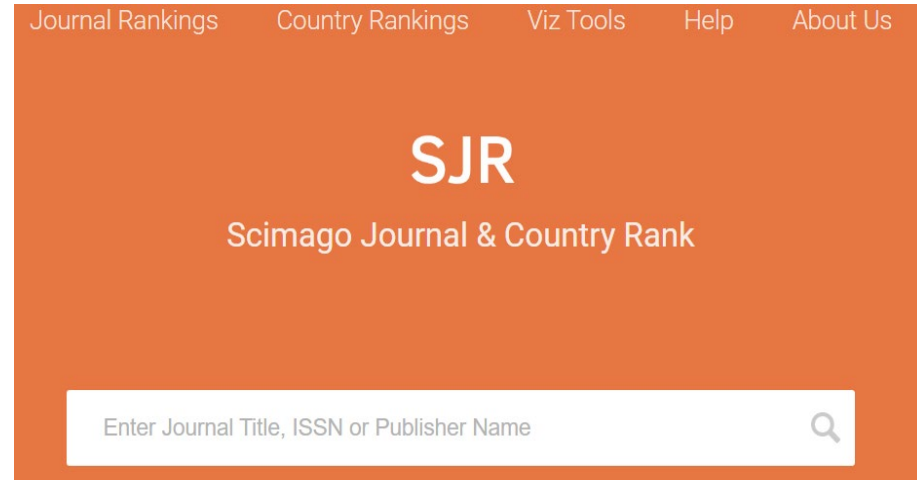 Journal Rankings Country Rankings Viz Tools Help About Us
SJR
Scimago Journal & Country Rank
Enter Journal Title, ISSN or Publisher Name